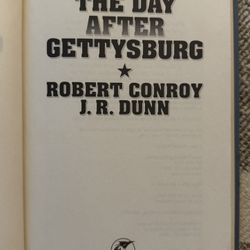 THE DAY
AFTER
GETTYSBURG
ROBERT CONROY
J. R. DUNN